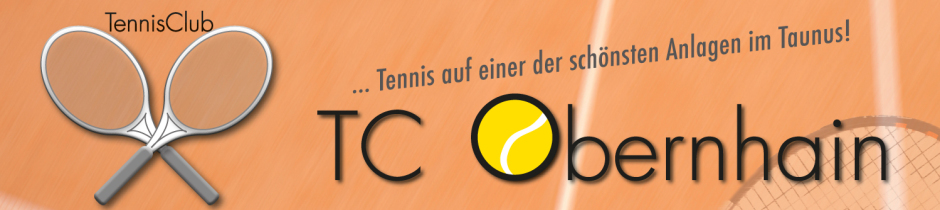 TennisClub
... Tennis auf einer der schönsten Anlagen im Taunus!
TC Obernhain